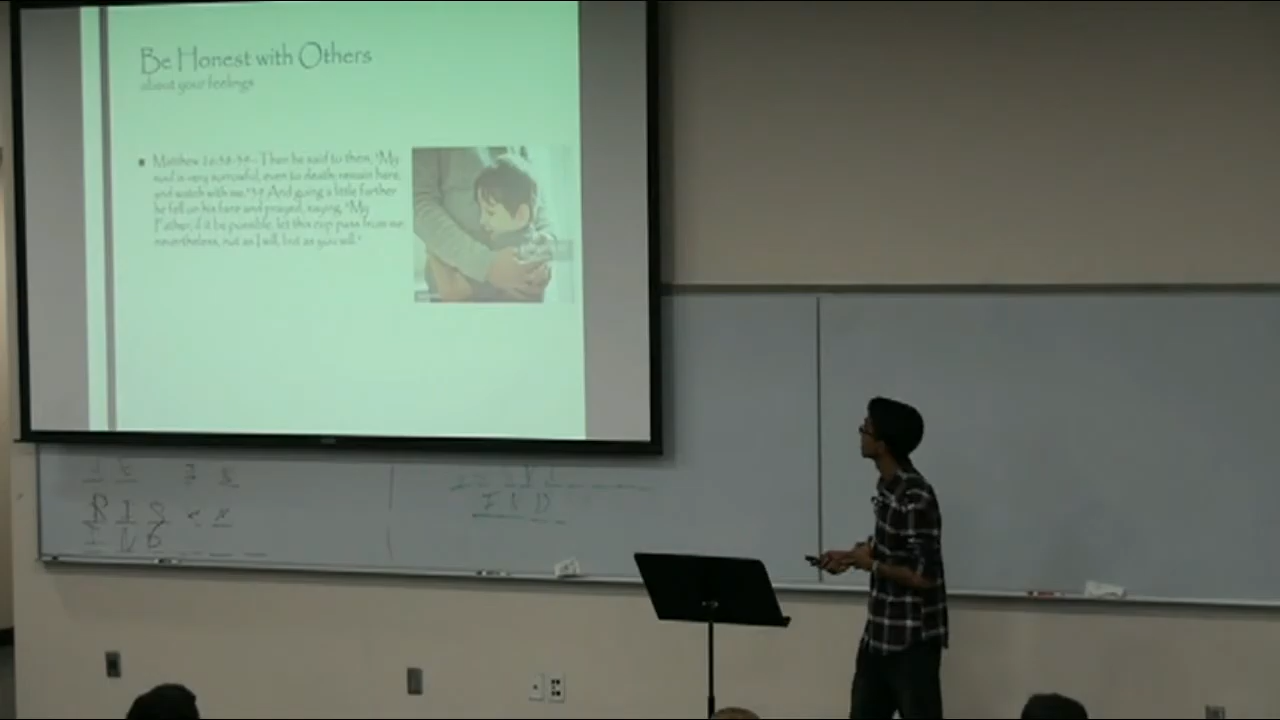 Be Honest with Others
about your feelings
Matthew 26:38-39- Then he said to them, "My
soul is very sorrowful, even to death; remain here,
and watch with me." 39 And going a little farther
he fell on his face and prayed, saying, "My
Father, if it be possible, let this cup pass from me;
nevertheless, not as I will, but as you will."
R I S